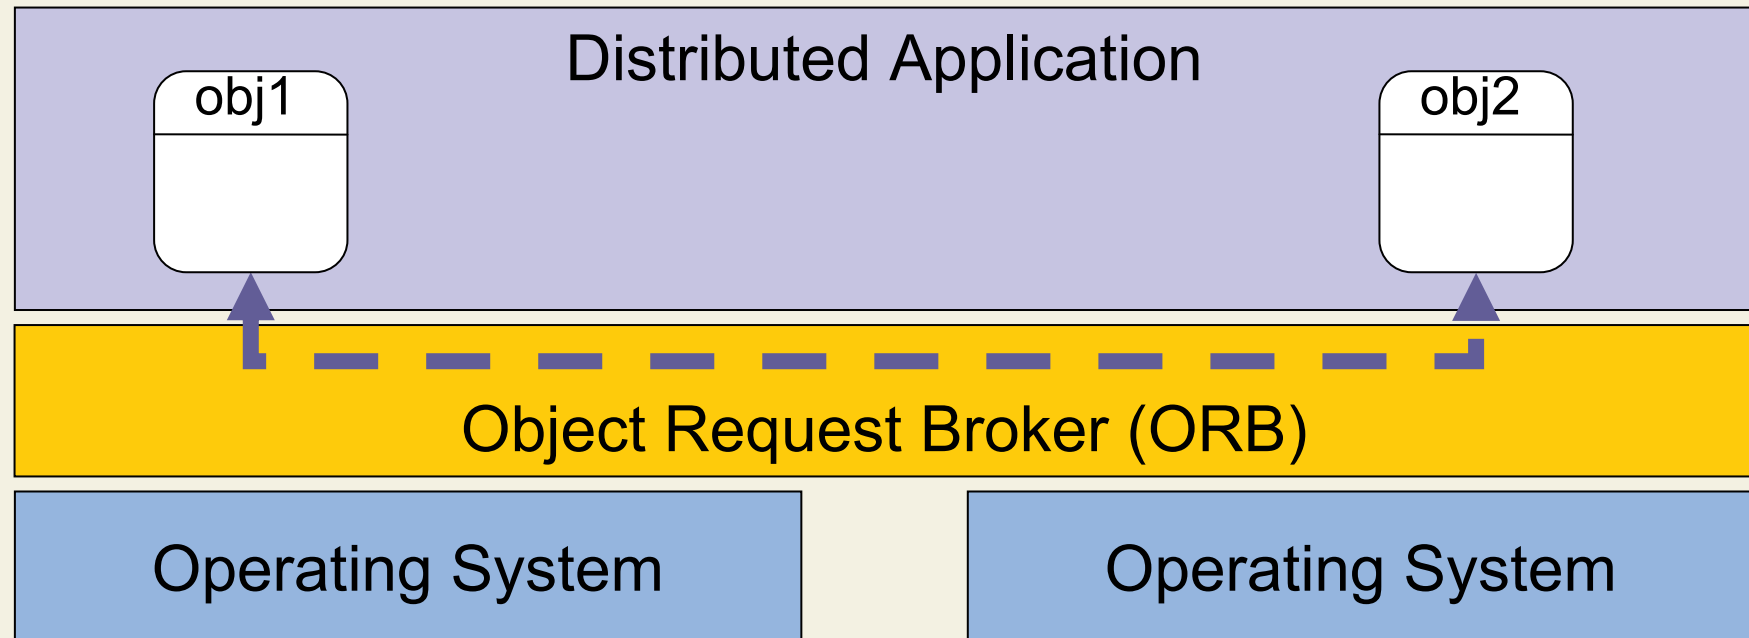 Distributed Application
obj1
obj2
Object Request Broker (ORB)
Operating System
Operating System